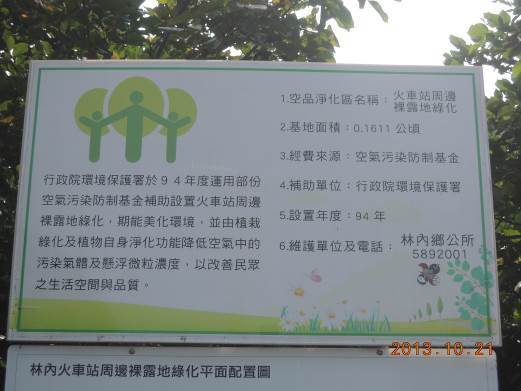 行政院環境保護署於94年度運用部份
空氣污染防制基金補助設置火車站周邊
裸露地綠化，期能美化環境，並由植栽
綠化及植物自身淨化功能降低空氣中的
污染氣體及懸浮微粒濃度，以改善民眾
之生活空間與品質。
1.空品淨化區名稱：火車站周邊
裸露地綠化
2.基地面積：0.1611公頃
3.經費來源：空氣污染防制基金
4.補助單位：行政院環境保護署
5.設置年度：94年
6.維護單位及電話：林內鄉公所
5892001
林內火車站周邊裸露地綠化平面配置圖
2013.10.21